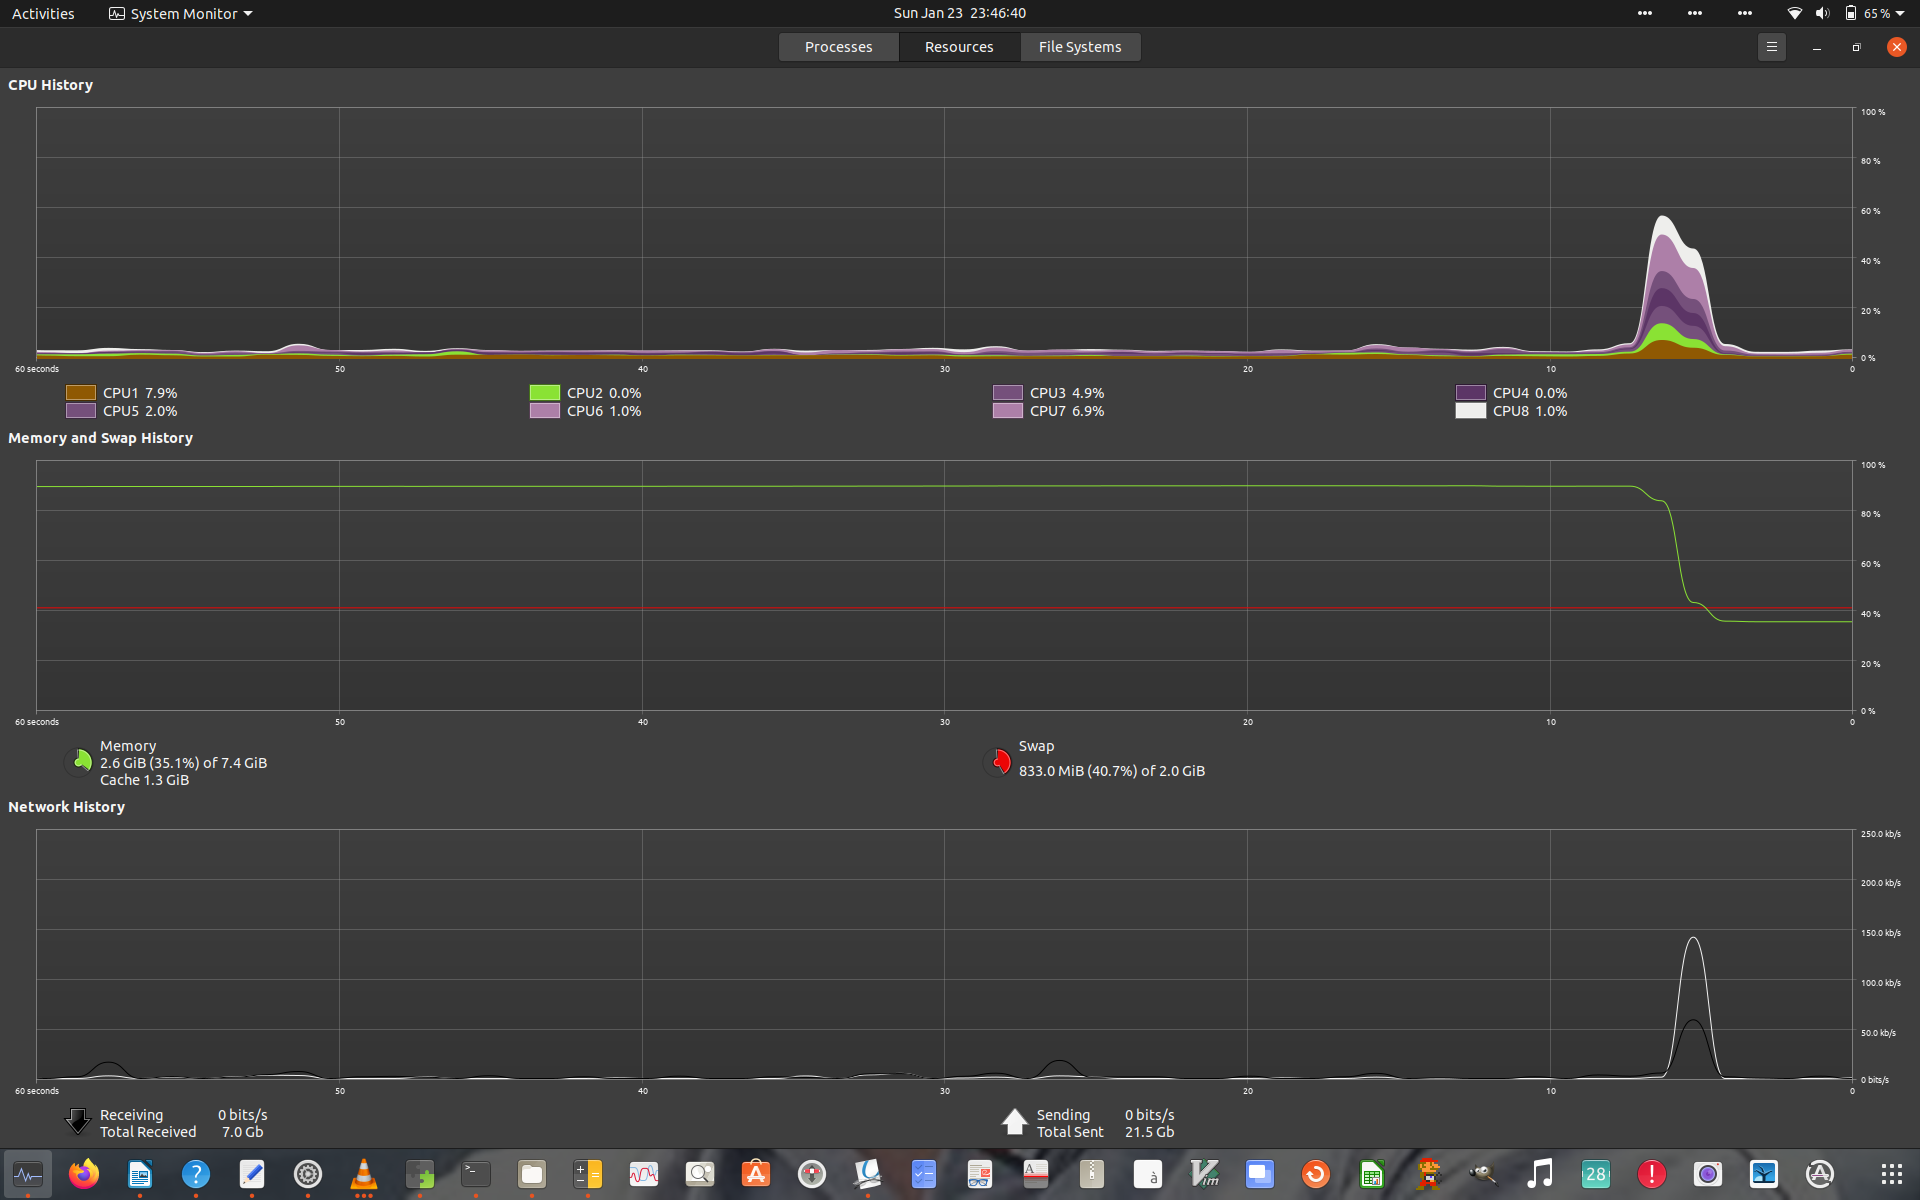 Activities System Monitor Sun Jan 23 23:46:40 65 %
Processes Resources File Systems
CPU History
100 %
80 %
60 %
40 %
20 %
0 %
60 seconds 50 40 30 20 10 0
CPU1 7.9% CPU2 0.0% CPU3 4.9% CPU4 0.0%
CPU5 2.0% CPU6 1.0% CPU7 6.9% CPU8 1.0%
Memory and Swap History
100 %
80 %
60 %
40 %
20 %
0 %
60 seconds 50 40 30 20 10 0
Memory Swap
2.6 GiB (35.1%) of 7.4 GiB 833.0 MiB (40.7%) of 2.0 GiB
Cache 1.3 GiB
Network History
250.0 kb/s
200.0 kb/s
150.0 kb/s
100.0 kb/s
50.0 kb/s
0 bits/s
60 seconds 50 40 30 20 10 0
Receiving 0 bits/s Sending 0 bits/s
Total Received 7.0 Gb Total Sent 21.5 Gb
? >_ A à Vim 28 !